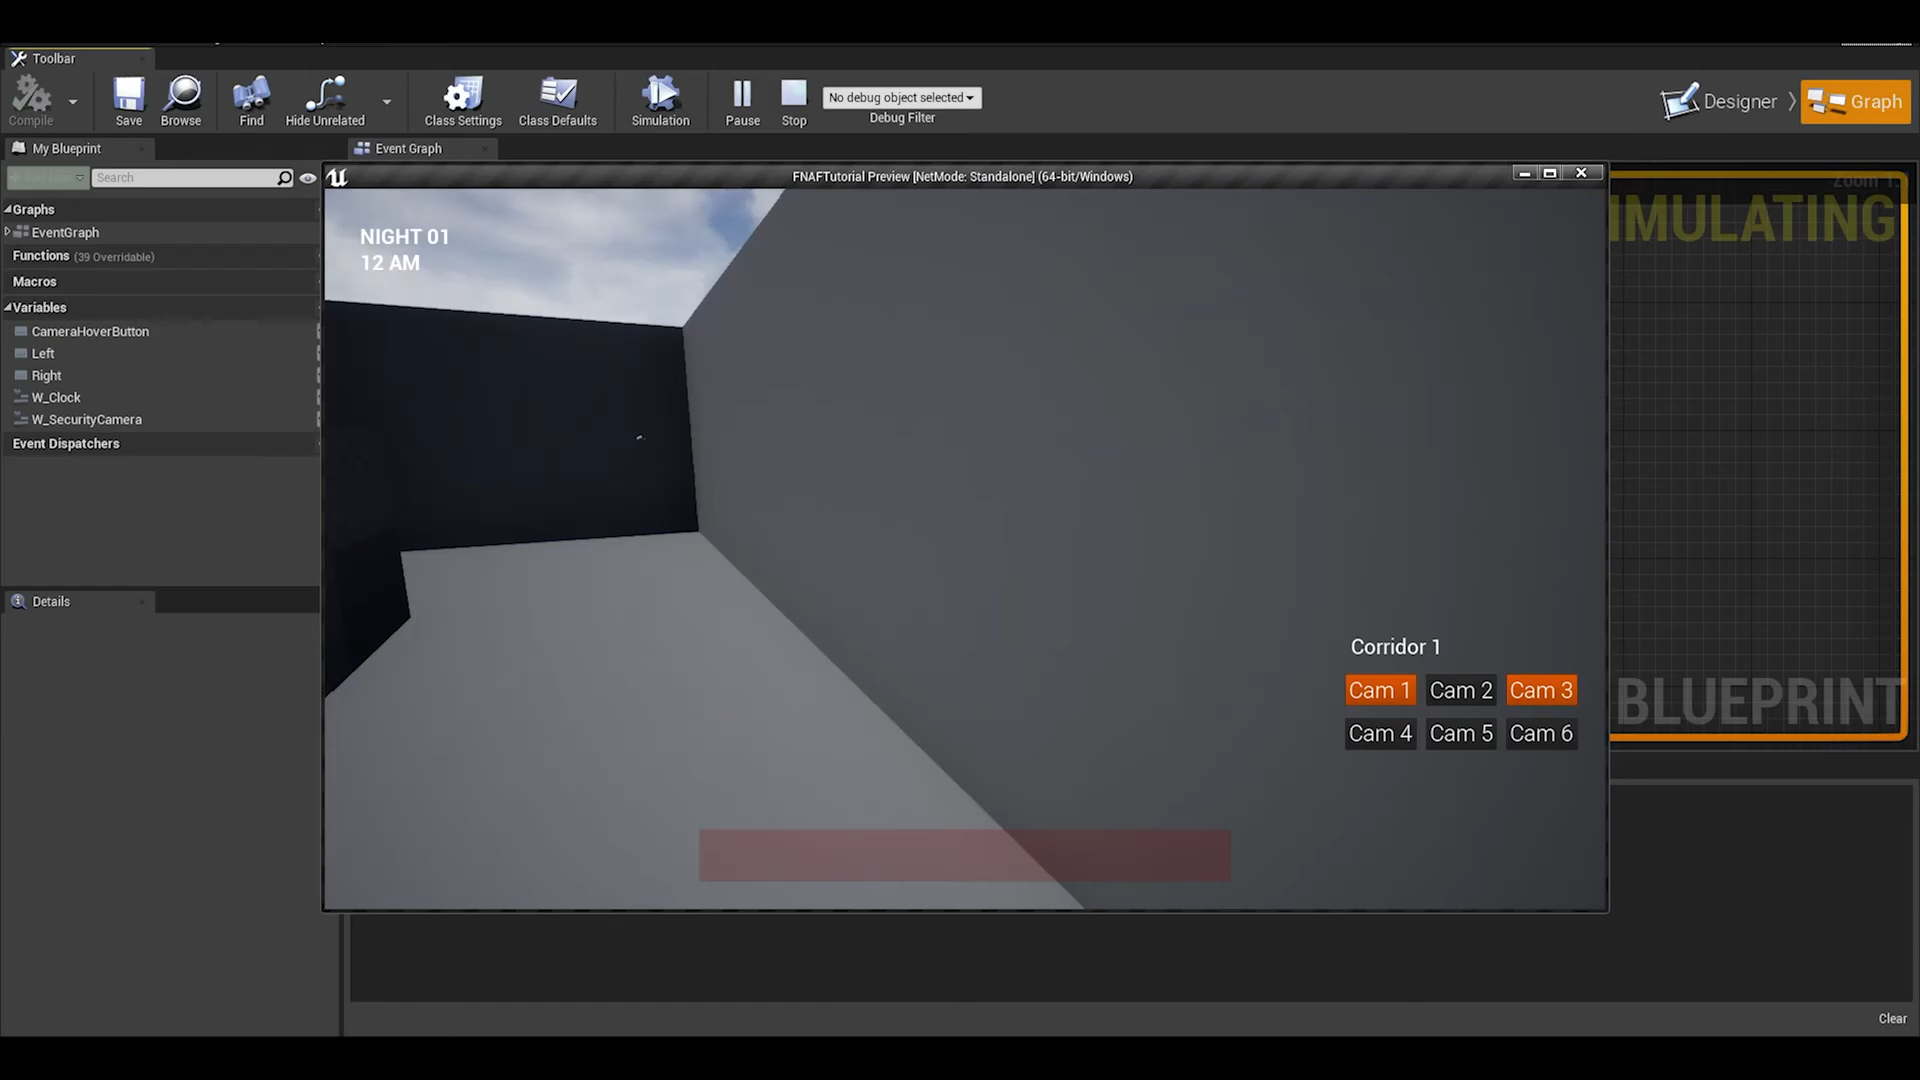 Toolbar
Compile
Save
Browse
Find
Hide Unrelated
Class Settings
Class Defaults
Simulation
Pause
Stop
No debug object selected
Debug Filter
Designer
Graph
My Blueprint
Event Graph
Search
FNAFTutorial Preview [NetMode: Standalone] (64-bit/Windows)
Graphs
EventGraph
Functions (39 Overridable)
Macros
Variables
CameraHoverButton
Left
Right
W_Clock
W_SecurityCamera
Event Dispatchers
Details
NIGHT 01
12 AM
Corridor 1
Cam 1
Cam 2
Cam 3
Cam 4
Cam 5
Cam 6
IMULATING
BLUEPRINT
Clear